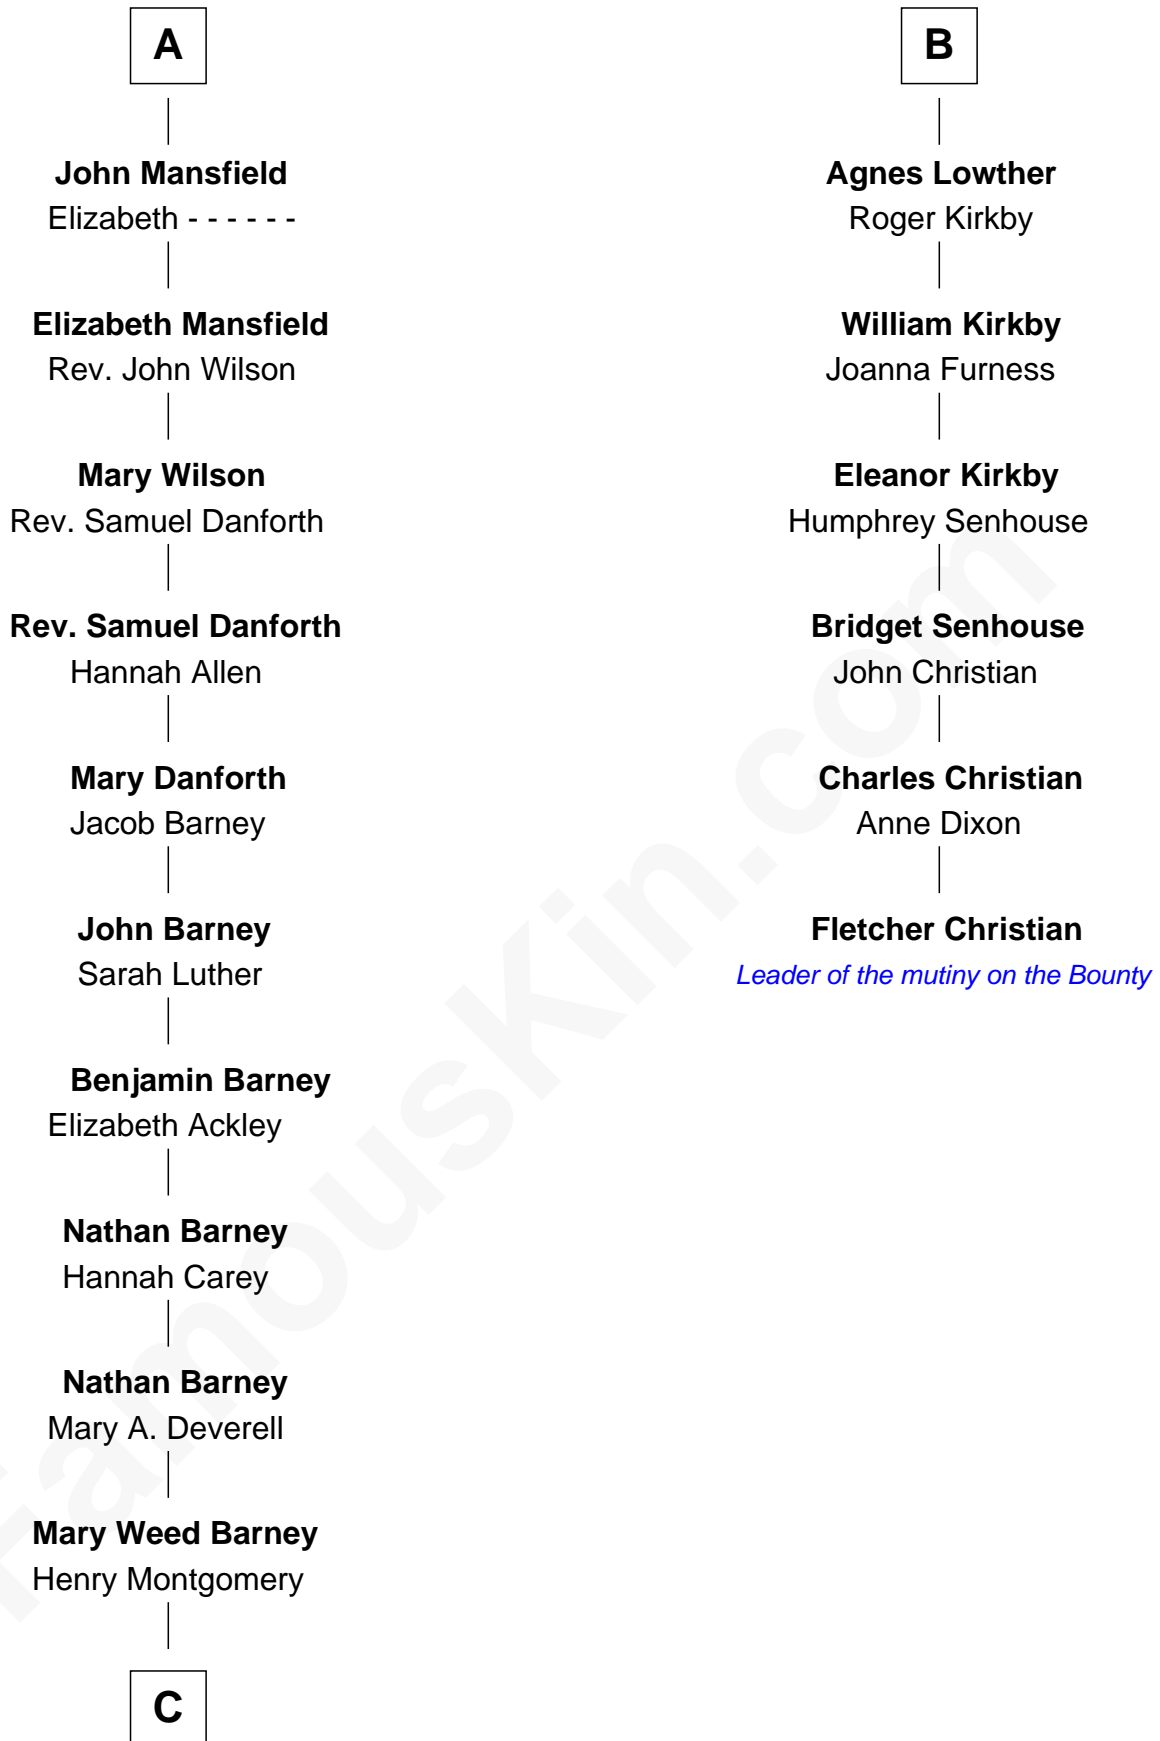 A
John Mansfield
Elizabeth - - - - - -
Elizabeth Mansfield
Rev. John Wilson
Mary Wilson
Rev. Samuel Danforth
Rev. Samuel Danforth
Hannah Allen
Mary Danforth
Jacob Barney
John Barney
Sarah Luther
Benjamin Barney
Elizabeth Ackley
Nathan Barney
Hannah Carey
Nathan Barney
Mary A. Deverell
Mary Weed Barney
Henry Montgomery
C
B
Agnes Lowther
Roger Kirkby
William Kirkby
Joanna Furness
Eleanor Kirkby
Humphrey Senhouse
Bridget Senhouse
John Christian
Charles Christian
Anne Dixon
Fletcher Christian
Leader of the mutiny on the Bounty
FamousKin.com